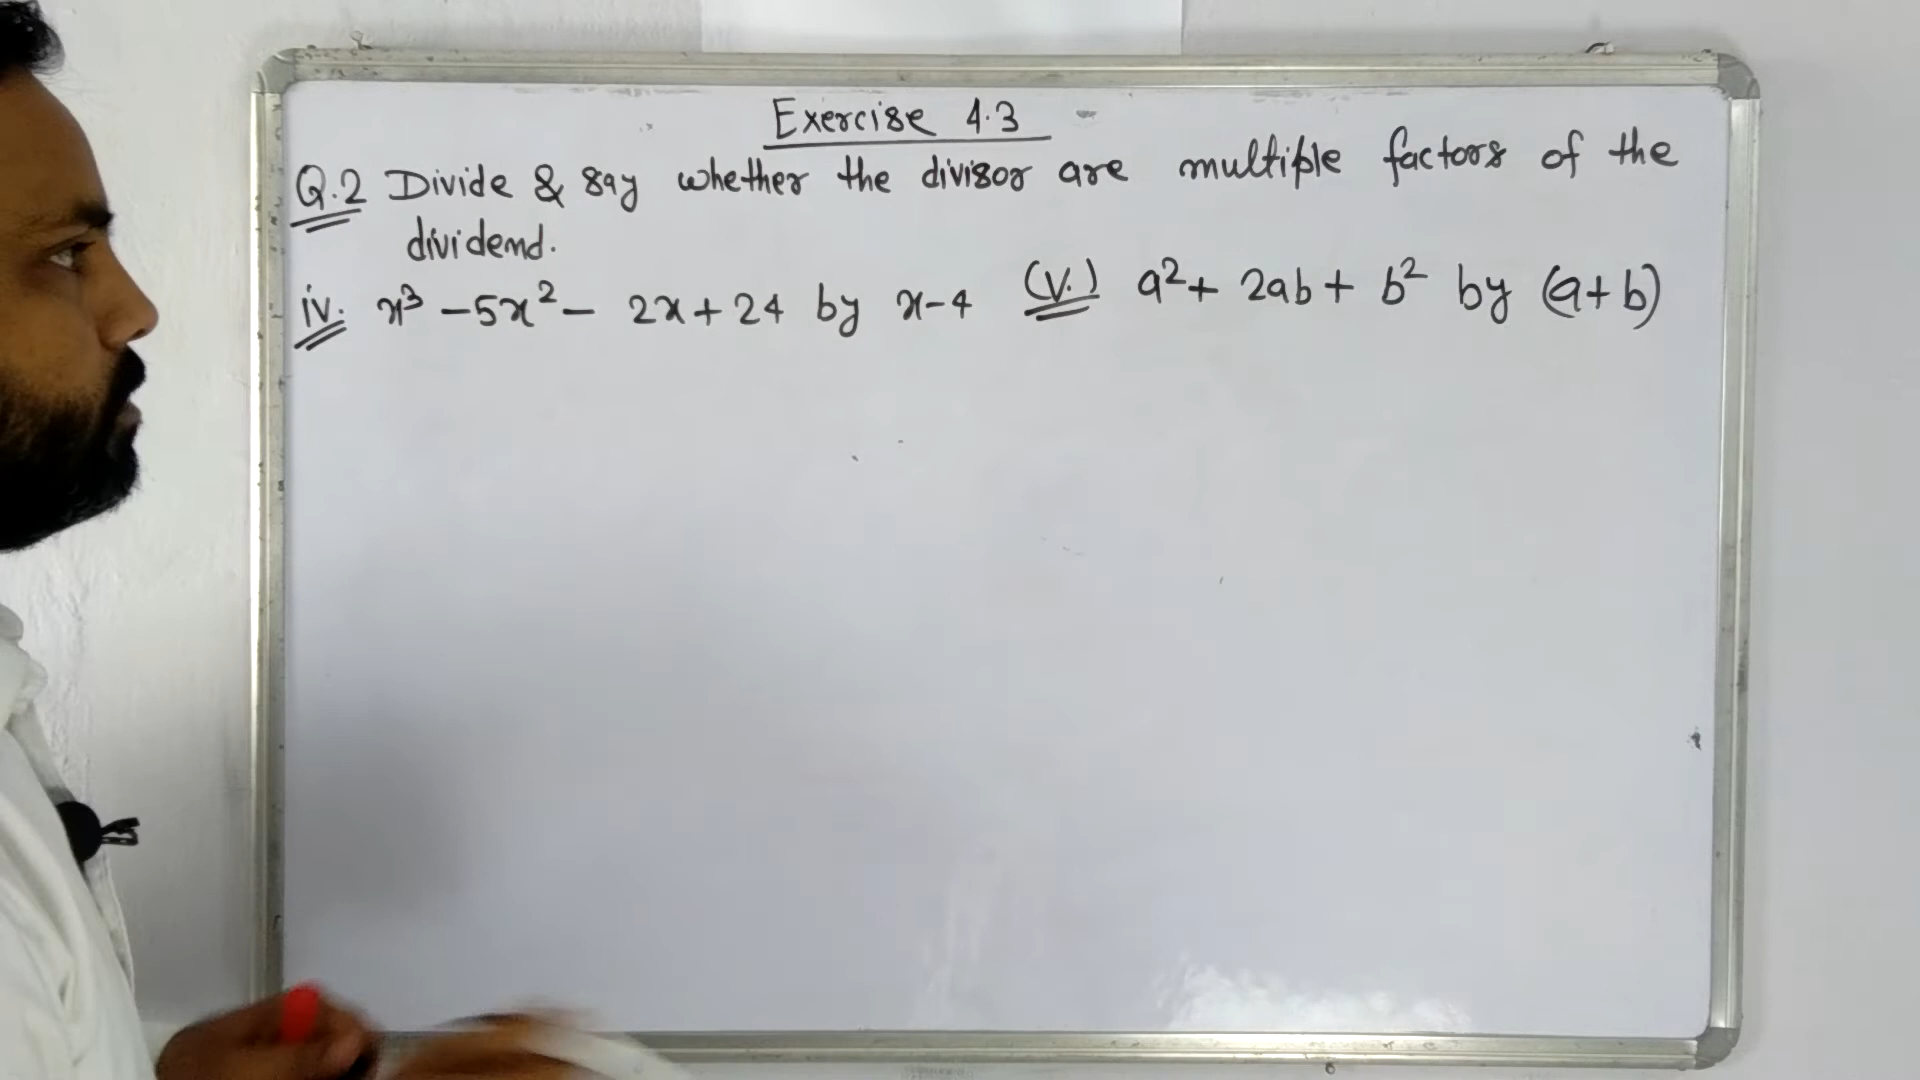 Exercise 4.3
Q.2 Divide & say whether the divisor are multiple factors of the
dividend.
iv. x³ - 5x² - 2x + 24 by x - 4 (v.) a² + 2ab + b² by (a + b)